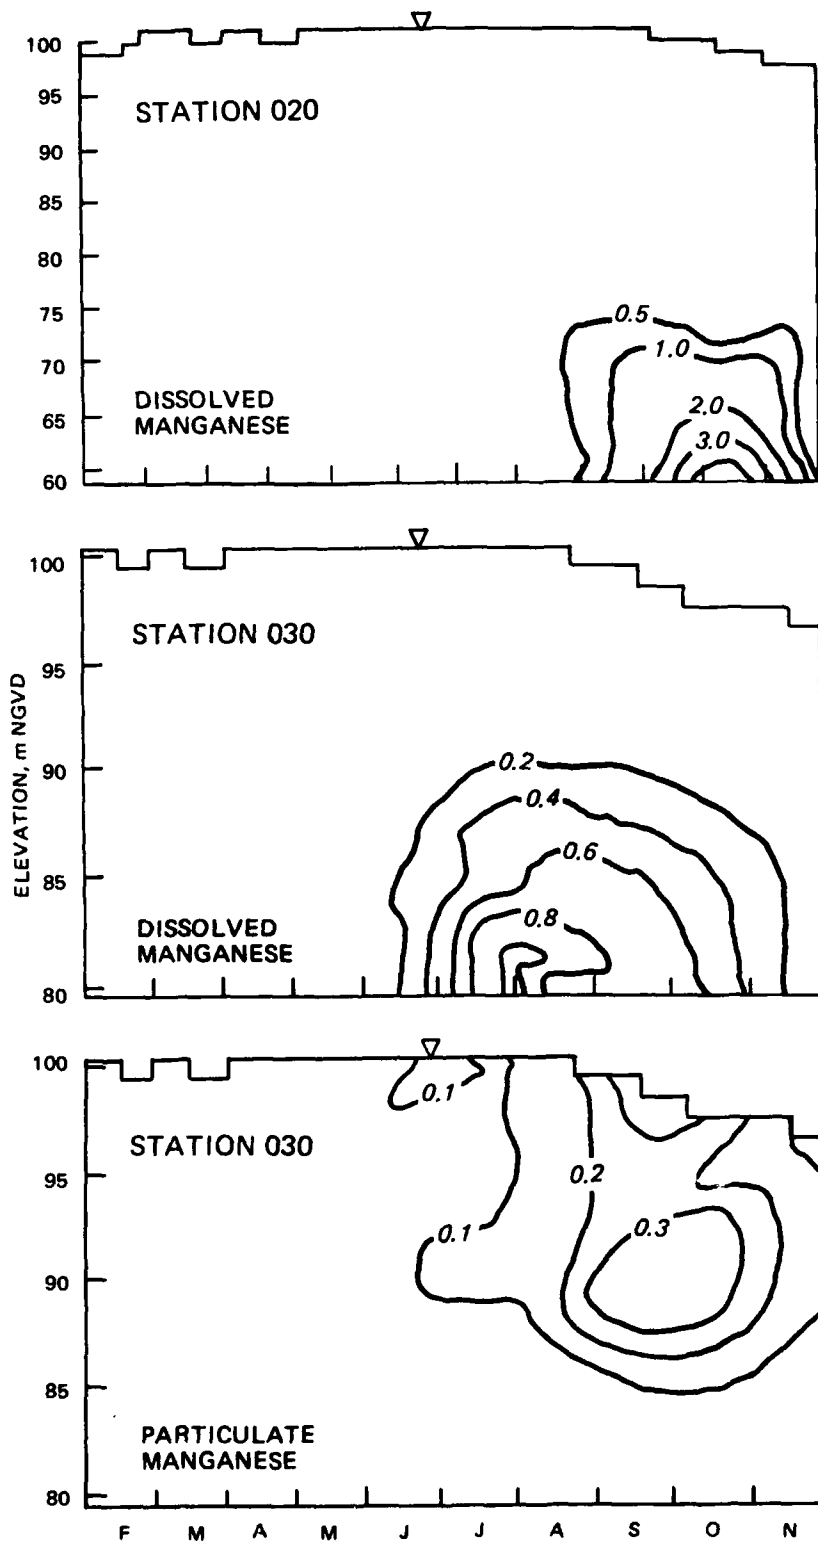 100
95
STATION 020
90
85
80
75
0.5
1.0
70
DISSOLVED
MANGANESE
2.0
65
3.0
60
100
STATION 030
95
ELEVATION, m NGVD
90
0.2
0.4
0.6
85
DISSOLVED
MANGANESE
0.8
80
100
0.1
STATION 030
95
0.2
0.1
0.3
90
85
PARTICULATE
MANGANESE
80
F M A M J J A S O N